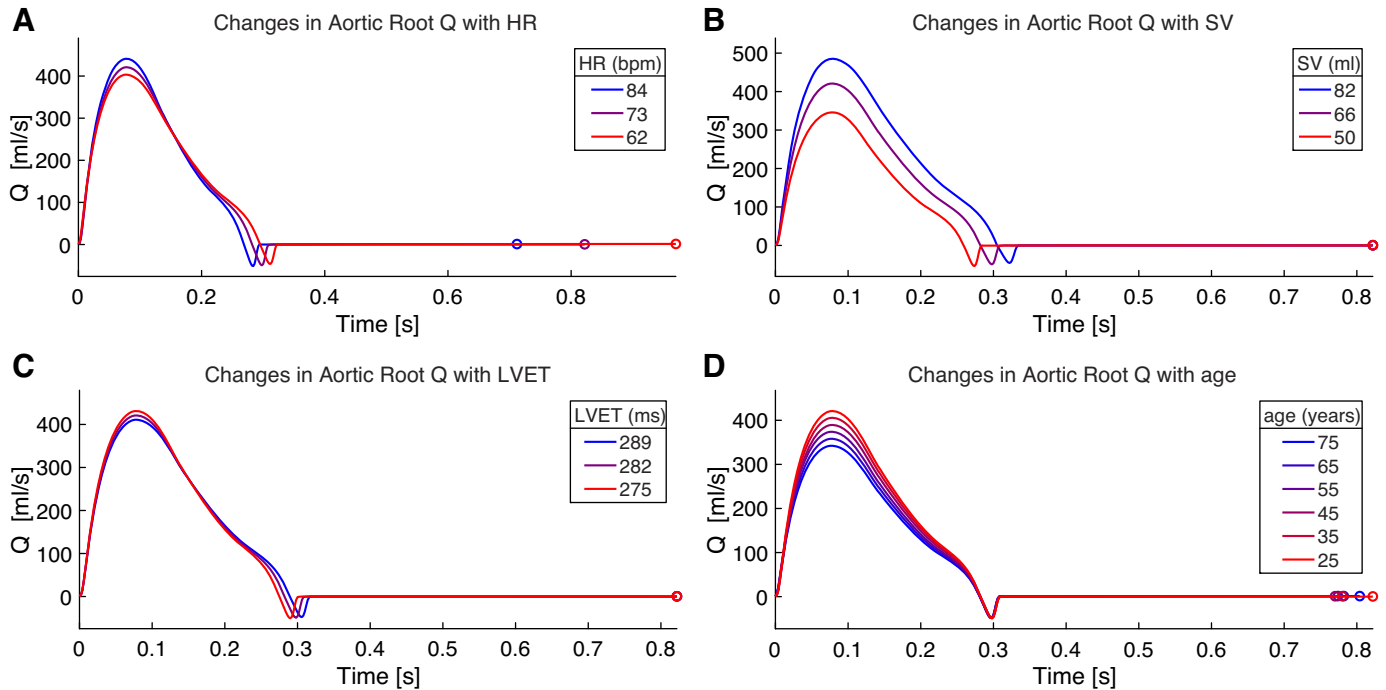 A
Changes in Aortic Root Q with HR
HR (bpm)
84
73
62
Q [ml/s]
400
300
200
100
0
0 0.2 0.4 0.6 0.8
Time [s]
B
Changes in Aortic Root Q with SV
SV (ml)
82
66
50
Q [ml/s]
500
400
300
200
100
0
0 0.1 0.2 0.3 0.4 0.5 0.6 0.7 0.8
Time [s]
C
Changes in Aortic Root Q with LVET
LVET (ms)
289
282
275
Q [ml/s]
400
300
200
100
0
0 0.1 0.2 0.3 0.4 0.5 0.6 0.7 0.8
Time [s]
D
Changes in Aortic Root Q with age
age (years)
75
65
55
45
35
25
Q [ml/s]
400
300
200
100
0
0 0.1 0.2 0.3 0.4 0.5 0.6 0.7 0.8
Time [s]